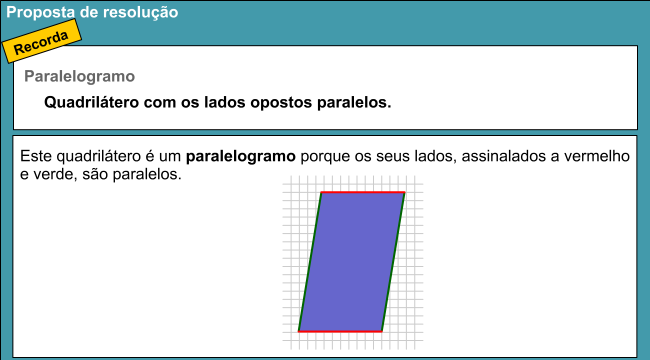 Proposta de resolução
Recorda
Paralelogramo
Quadrilátero com os lados opostos paralelos.
Este quadrilátero é um paralelogramo porque os seus lados, assinalados a vermelho
e verde, são paralelos.